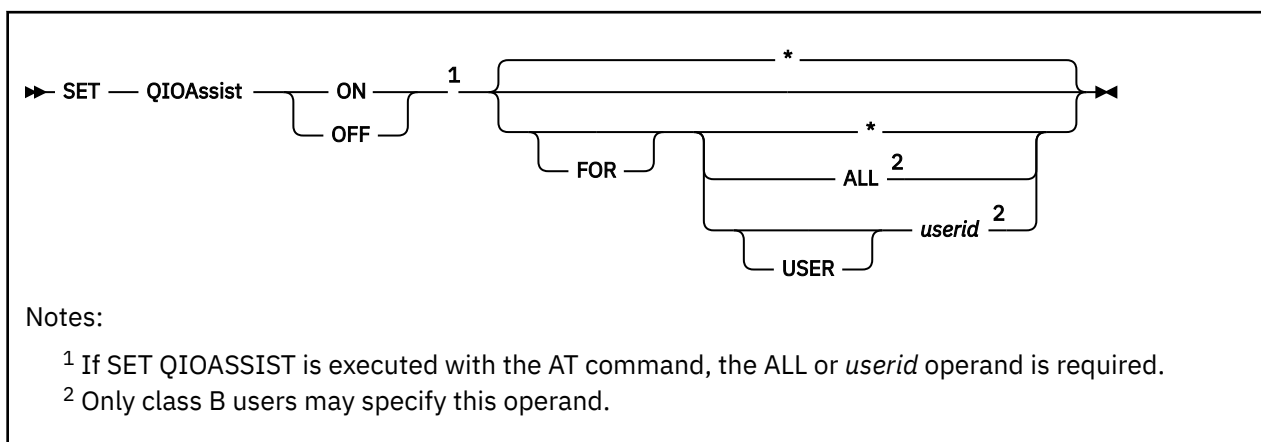 *
SET QIOAssist ON 1
OFF *
FOR ALL 2
userid 2
USER
Notes:
1 If SET QIOASSIST is executed with the AT command, the ALL or userid operand is required.
2 Only class B users may specify this operand.